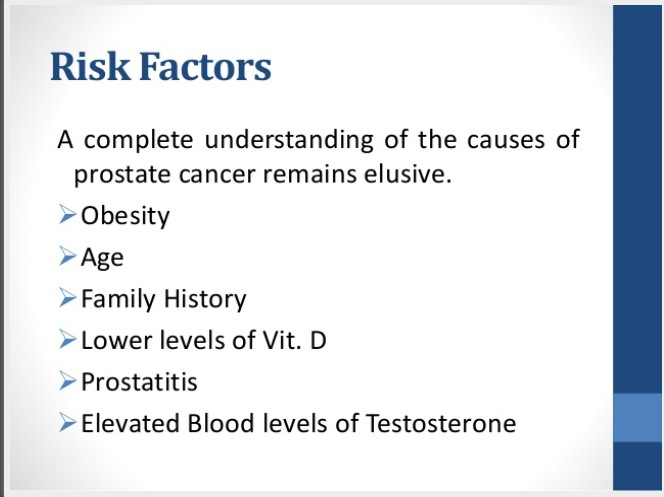 Risk Factors
A complete understanding of the causes of
prostate cancer remains elusive.
Obesity
Age
Family History
Lower levels of Vit. D
Prostatitis
Elevated Blood levels of Testosterone